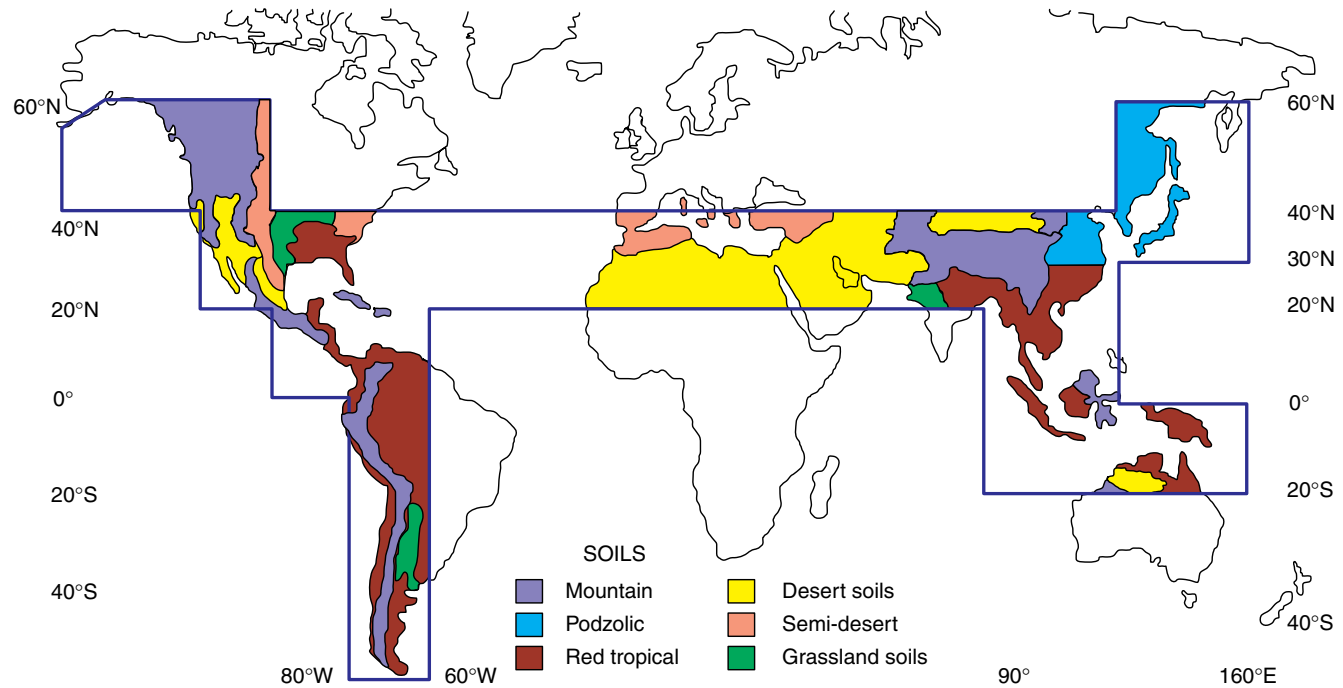 60°N
60°N
40°N
40°N
30°N
20°N
20°N
0°
0°
20°S
20°S
40°S
40°S
SOILS
Mountain
Desert soils
Podzolic
Semi-desert
Red tropical
Grassland soils
80°W
60°W
90°
160°E